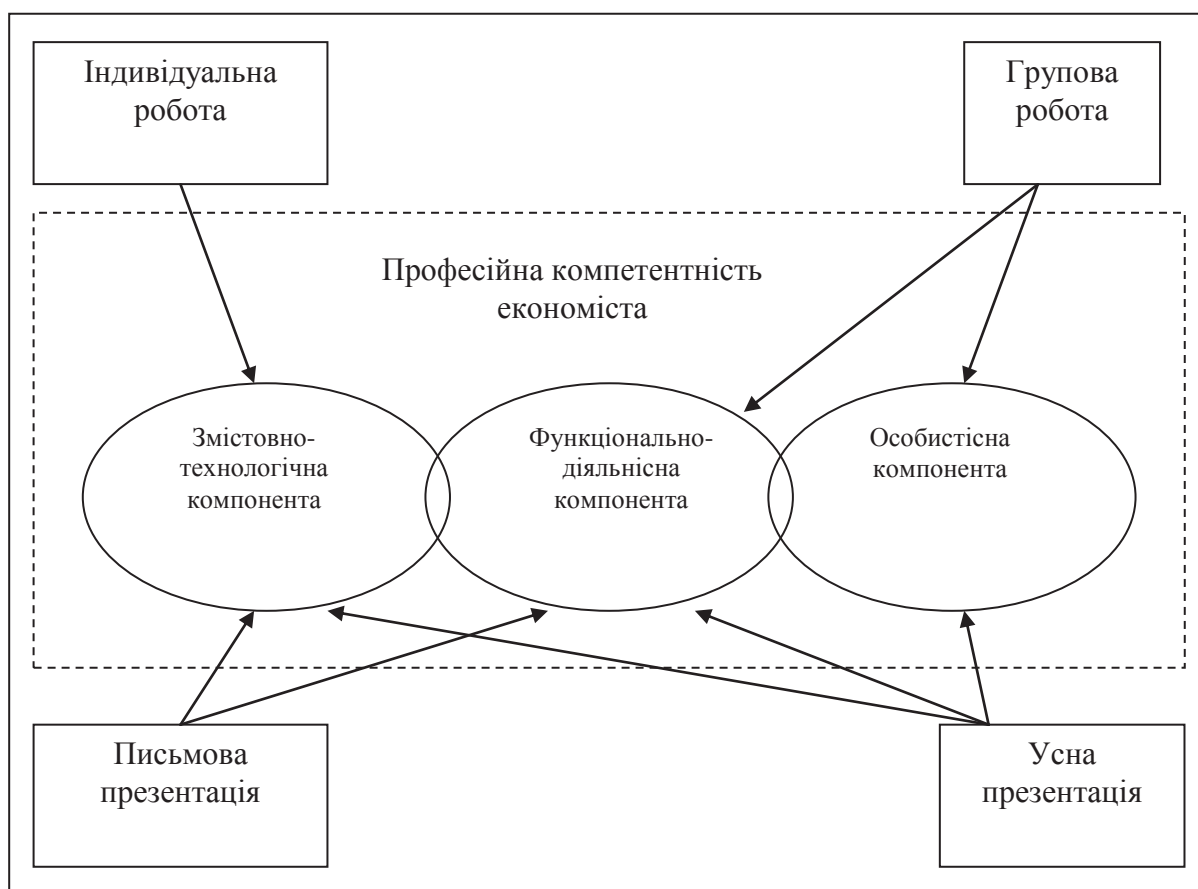 Індивідуальна
робота
Групова
робота
Професійна компетентність
економіста
Змістовно-
технологічна
компонента
Функціонально-
діяльнісна
компонента
Особистісна
компонента
Письмова
презентація
Усна
презентація